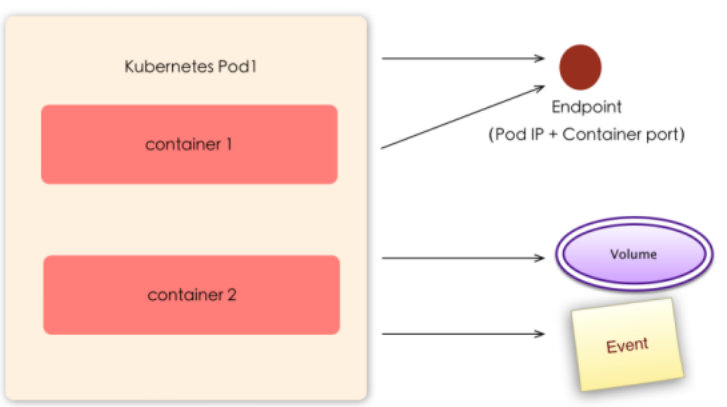 Kubernetes Pod1
container 1
Endpoint
(Pod IP + Container port)
container 2
Volume
Event